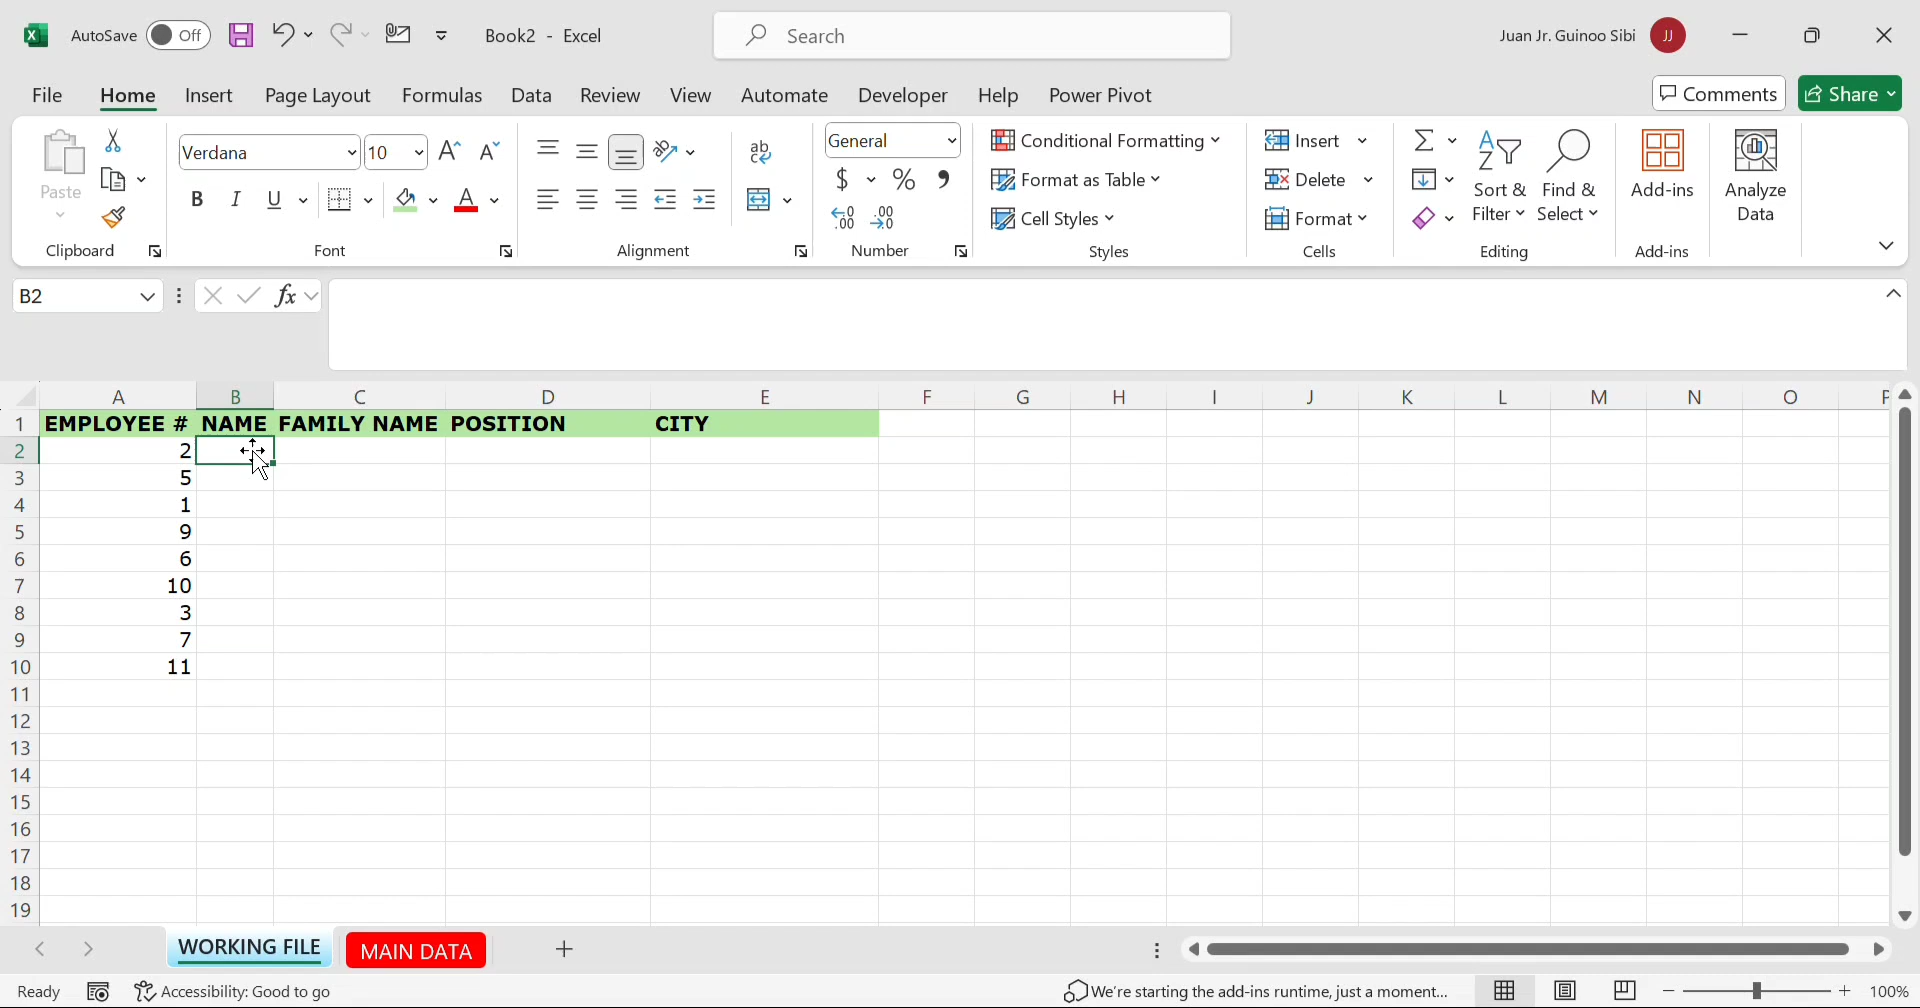 AutoSave Off Book2 - Excel Search Juan Jr. Guinoo Sibi JJ
File Home Insert Page Layout Formulas Data Review View Automate Developer Help Power Pivot Comments Share
Paste
Clipboard
Verdana 10
B I U A
Font
ab
Alignment
General
$ % ,
Number
Conditional Formatting
Format as Table
Cell Styles
Styles
Insert
Delete
Format
Cells
Sort &
Filter
Find &
Select
Editing
Add-ins
Add-ins
Analyze
Data
B2 fx
A B C D E F G H I J K L M N O P
1 EMPLOYEE # NAME FAMILY NAME POSITION CITY
2 2
3 5
4 1
5 9
6 6
7 10
8 3
9 7
10 11
11
12
13
14
15
16
17
18
19
WORKING FILE MAIN DATA
Ready Accessibility: Good to go We're starting the add-ins runtime, just a moment... 100%